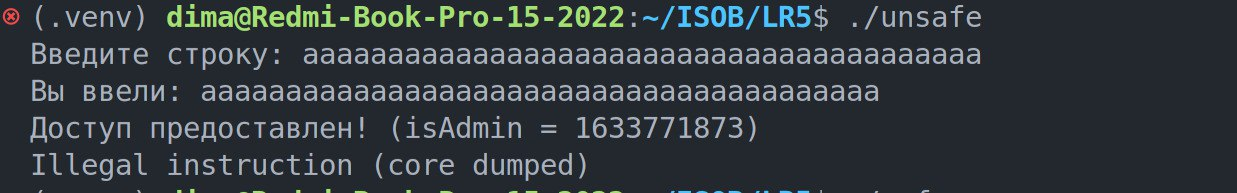 (.venv) dima@Redmi-Book-Pro-15-2022:~/ISOB/LR5$ ./unsafe
Введите строку: aaaaaaaaaaaaaaaaaaaaaaaaaaaaaaaaaaaaaaaa
Вы ввели: aaaaaaaaaaaaaaaaaaaaaaaaaaaaaaaaaaaaaaaa
Доступ предоставлен! (isAdmin = 1633771873)
Illegal instruction (core dumped)